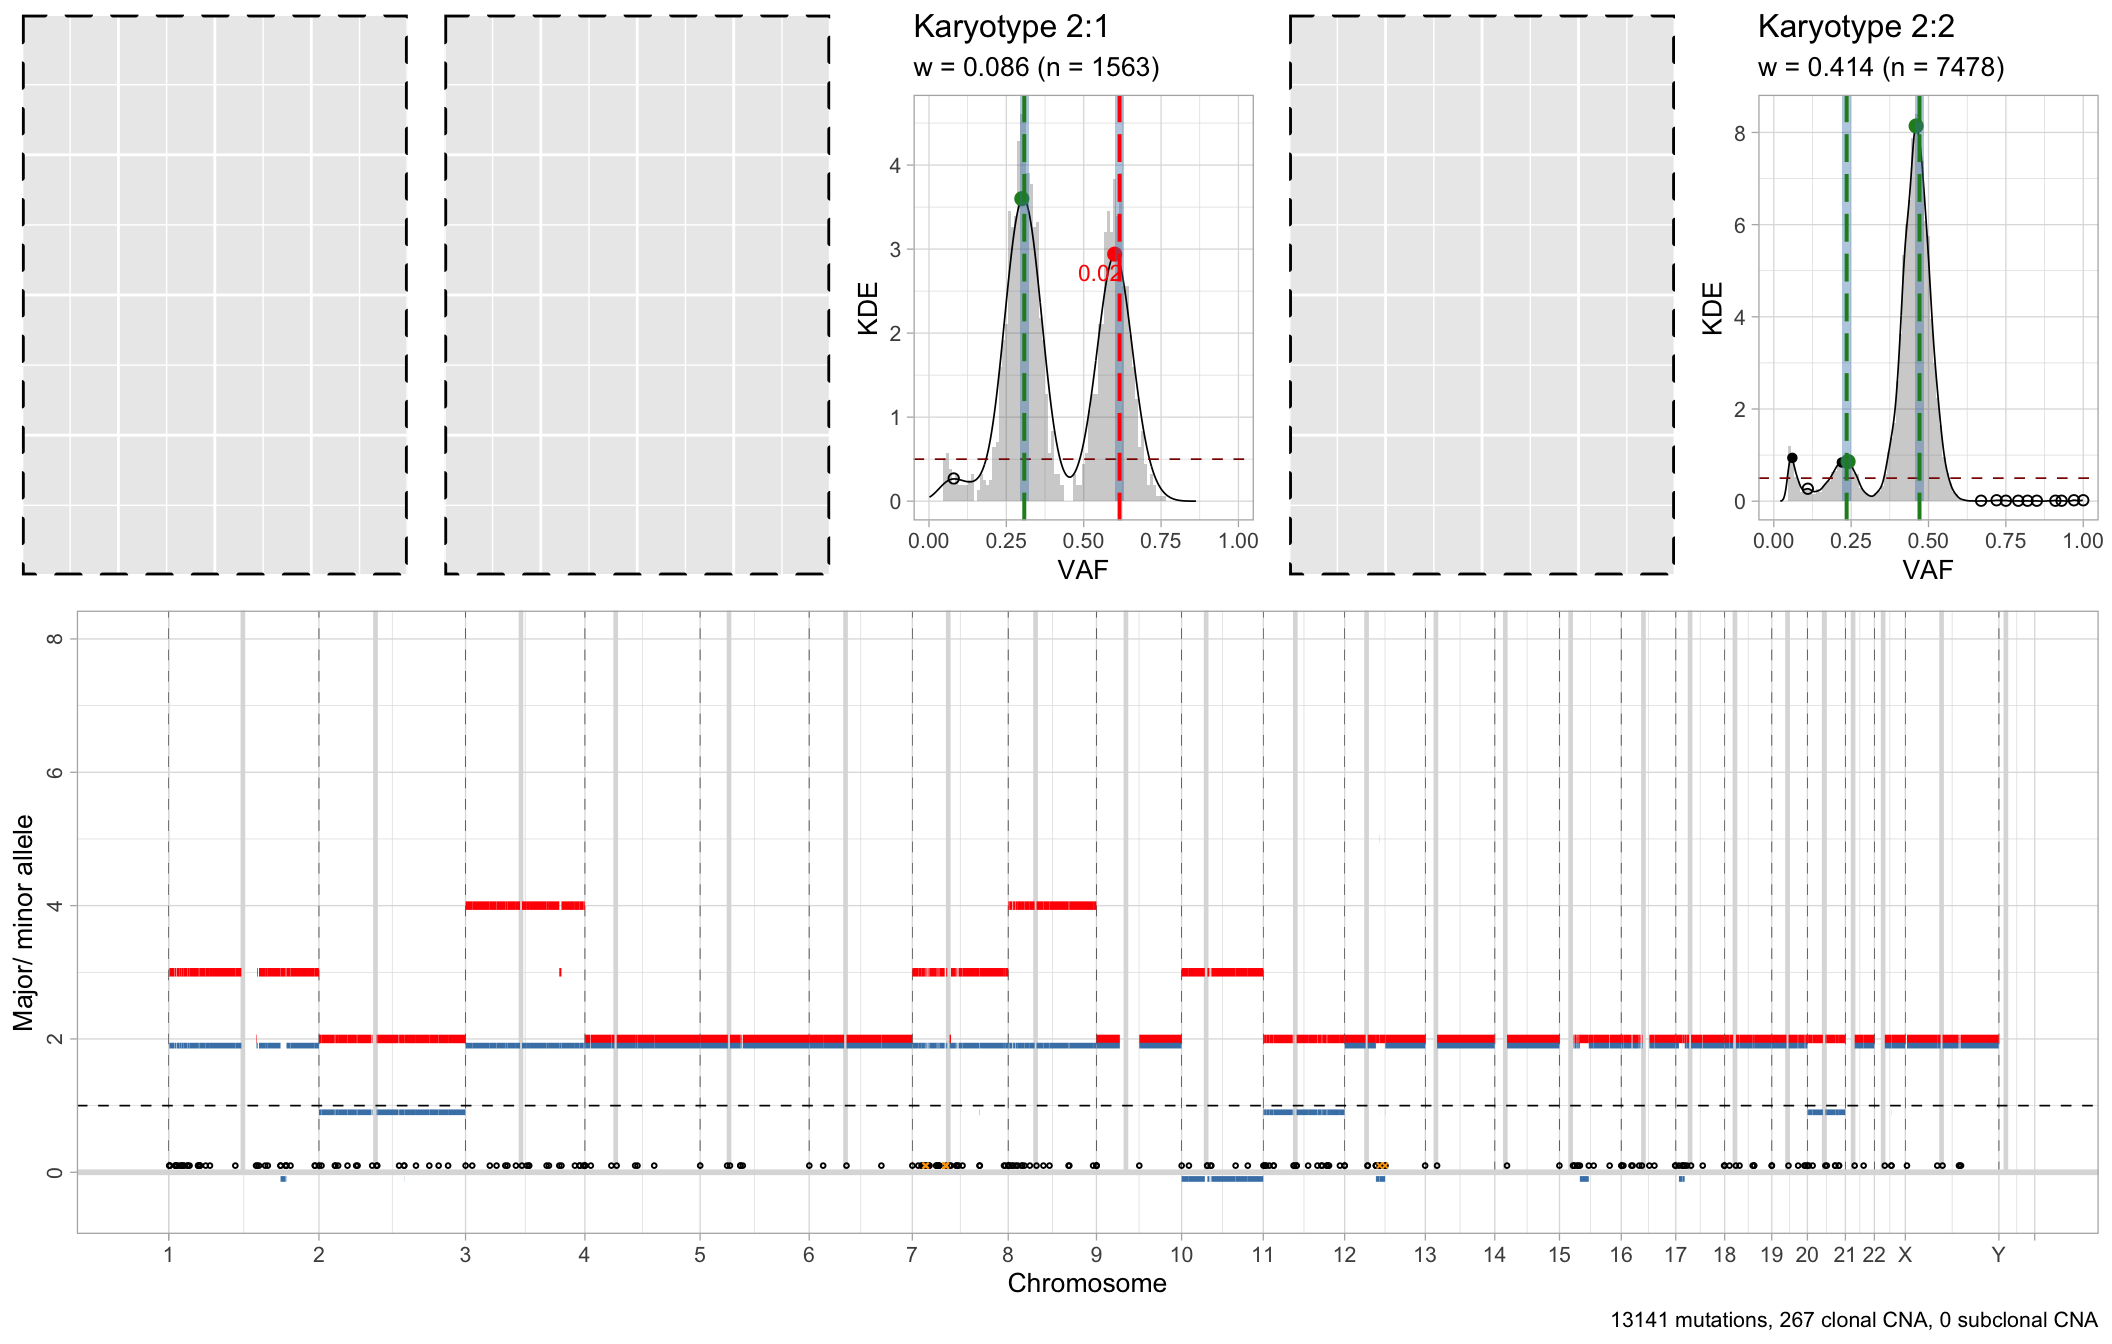 Karyotype 2:1
w = 0.086 (n = 1563)
4
3
2
1
0
KDE
0.02
0.00 0.25 0.50 0.75 1.00
VAF
Karyotype 2:2
w = 0.414 (n = 7478)
8
6
4
2
0
KDE
0.00 0.25 0.50 0.75 1.00
VAF
8
6
4
2
0
Major/ minor allele
1 2 3 4 5 6 7 8 9 10 11 12 13 14 15 16 17 18 19 20 21 22 X Y
Chromosome
13141 mutations, 267 clonal CNA, 0 subclonal CNA